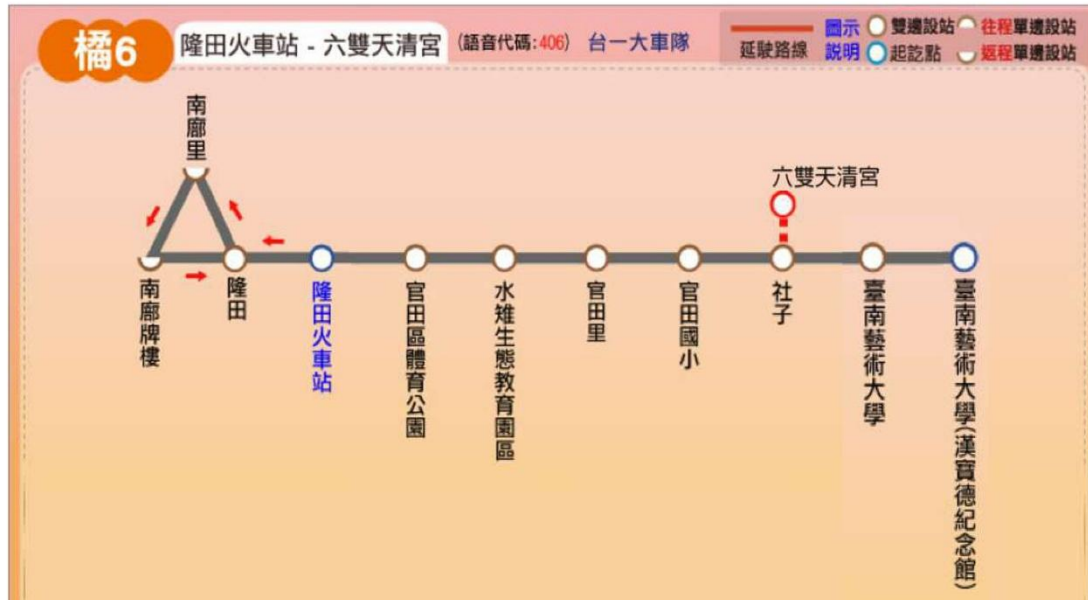 橘6
隆田火車站 - 六雙天清宮 (語音代碼:406) 台一大車隊
延駛路線
圖示
說明
雙邊設站
往程單邊設站
起訖點
返程單邊設站
南廍里
六雙天清宮
南廍牌樓
隆田
隆田火車站
官田區體育公園
水雉生態教育園區
官田里
官田國小
社子
臺南藝術大學
臺南藝術大學(漢寶德紀念館)